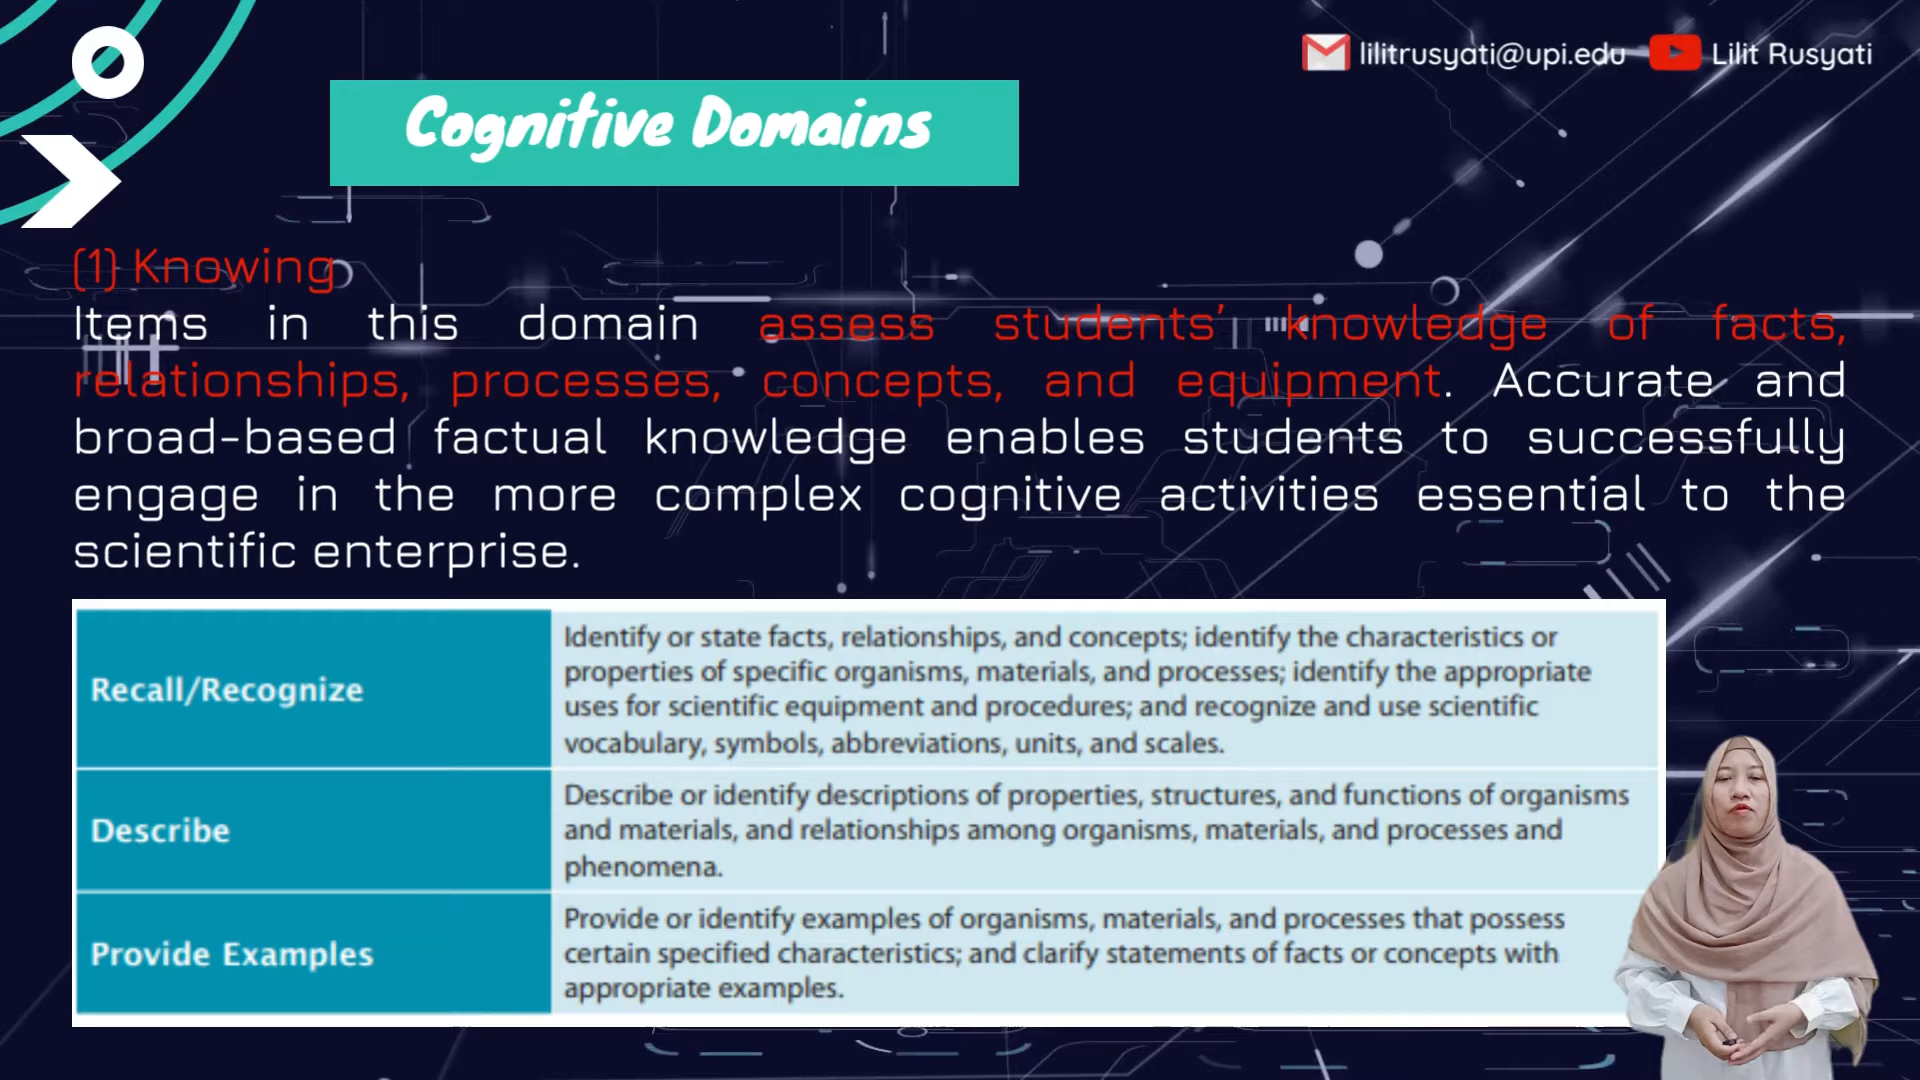 lilitrusyati@upi.edu Lilit Rusyati
Cognitive Domains
(1) Knowing
Items in this domain assess students’ knowledge of facts,
relationships, processes, concepts, and equipment. Accurate and
broad-based factual knowledge enables students to successfully
engage in the more complex cognitive activities essential to the
scientific enterprise.
Recall/Recognize
Identify or state facts, relationships, and concepts; identify the characteristics or
properties of specific organisms, materials, and processes; identify the appropriate
uses for scientific equipment and procedures; and recognize and use scientific
vocabulary, symbols, abbreviations, units, and scales.
Describe
Describe or identify descriptions of properties, structures, and functions of organisms
and materials, and relationships among organisms, materials, and processes and
phenomena.
Provide Examples
Provide or identify examples of organisms, materials, and processes that possess
certain specified characteristics; and clarify statements of facts or concepts with
appropriate examples.